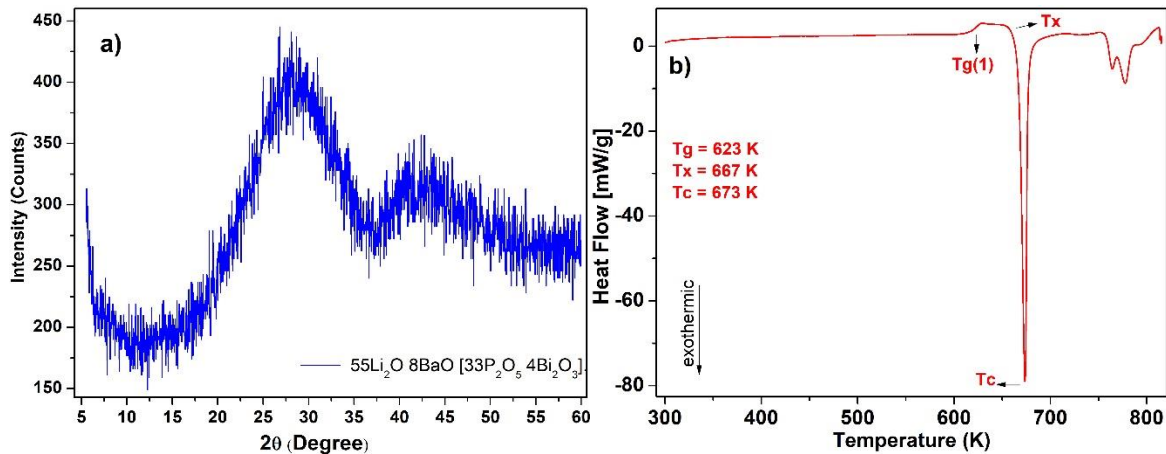 a)
Intensity (Counts)
450
400
350
300
250
200
150
55Li₂O 8BaO [33P₂O₅ 4Bi₂O₃].
5 10 15 20 25 30 35 40 45 50 55 60
2θ (Degree)
b)
Heat Flow [mW/g]
0
-20
-40
-60
-80
Tx
Tg(1)
Tg = 623 K
Tx = 667 K
Tc = 673 K
exothermic
Tc
300 400 500 600 700 800
Temperature (K)